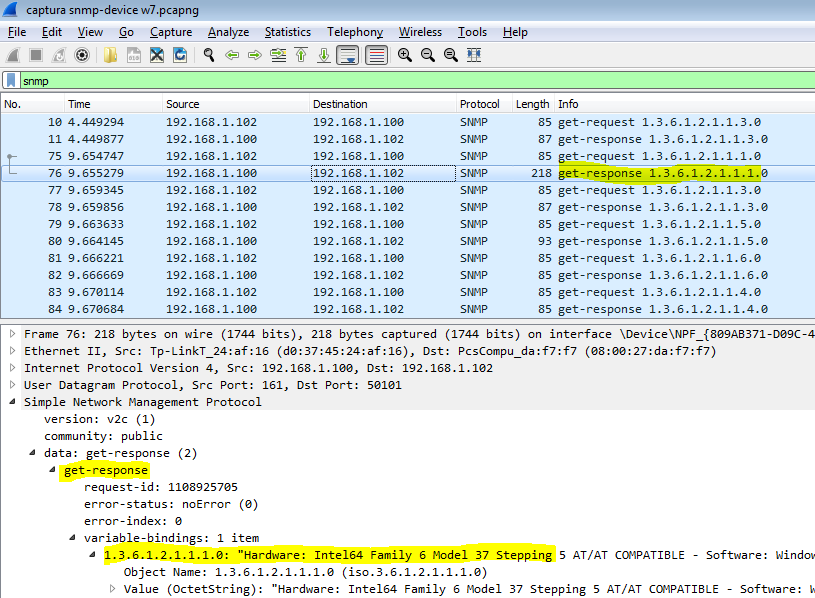 captura snmp-device w7.pcapng
File Edit View Go Capture Analyze Statistics Telephony Wireless Tools Help
snmp
No. Time Source Destination Protocol Length Info
10 4.449294 192.168.1.102 192.168.1.100 SNMP 85 get-request 1.3.6.1.2.1.1.3.0
11 4.449877 192.168.1.100 192.168.1.102 SNMP 87 get-response 1.3.6.1.2.1.1.3.0
75 9.654747 192.168.1.102 192.168.1.100 SNMP 85 get-request 1.3.6.1.2.1.1.1.0
76 9.655279 192.168.1.100 192.168.1.102 SNMP 218 get-response 1.3.6.1.2.1.1.1.0
77 9.659345 192.168.1.102 192.168.1.100 SNMP 85 get-request 1.3.6.1.2.1.1.3.0
78 9.659856 192.168.1.100 192.168.1.102 SNMP 87 get-response 1.3.6.1.2.1.1.3.0
79 9.663633 192.168.1.102 192.168.1.100 SNMP 85 get-request 1.3.6.1.2.1.1.5.0
80 9.664145 192.168.1.100 192.168.1.102 SNMP 93 get-response 1.3.6.1.2.1.1.5.0
81 9.666221 192.168.1.102 192.168.1.100 SNMP 85 get-request 1.3.6.1.2.1.1.6.0
82 9.666669 192.168.1.100 192.168.1.102 SNMP 85 get-response 1.3.6.1.2.1.1.6.0
83 9.670114 192.168.1.102 192.168.1.100 SNMP 85 get-request 1.3.6.1.2.1.1.4.0
84 9.670684 192.168.1.100 192.168.1.102 SNMP 85 get-response 1.3.6.1.2.1.1.4.0
Frame 76: 218 bytes on wire (1744 bits), 218 bytes captured (1744 bits) on interface \Device\NPF_{809AB371-D09C-4
Ethernet II, Src: Tp-LinkT_24:af:16 (d0:37:45:24:af:16), Dst: PcsCompu_da:f7:f7 (08:00:27:da:f7:f7)
Internet Protocol Version 4, Src: 192.168.1.100, Dst: 192.168.1.102
User Datagram Protocol, Src Port: 161, Dst Port: 50101
Simple Network Management Protocol
version: v2c (1)
community: public
data: get-response (2)
get-response
request-id: 1108925705
error-status: noError (0)
error-index: 0
variable-bindings: 1 item
1.3.6.1.2.1.1.1.0: "Hardware: Intel64 Family 6 Model 37 Stepping 5 AT/AT COMPATIBLE - Software: Window
Object Name: 1.3.6.1.2.1.1.1.0 (iso.3.6.1.2.1.1.1.0)
Value (OctetString): "Hardware: Intel64 Family 6 Model 37 Stepping 5 AT/AT COMPATIBLE - Software: W